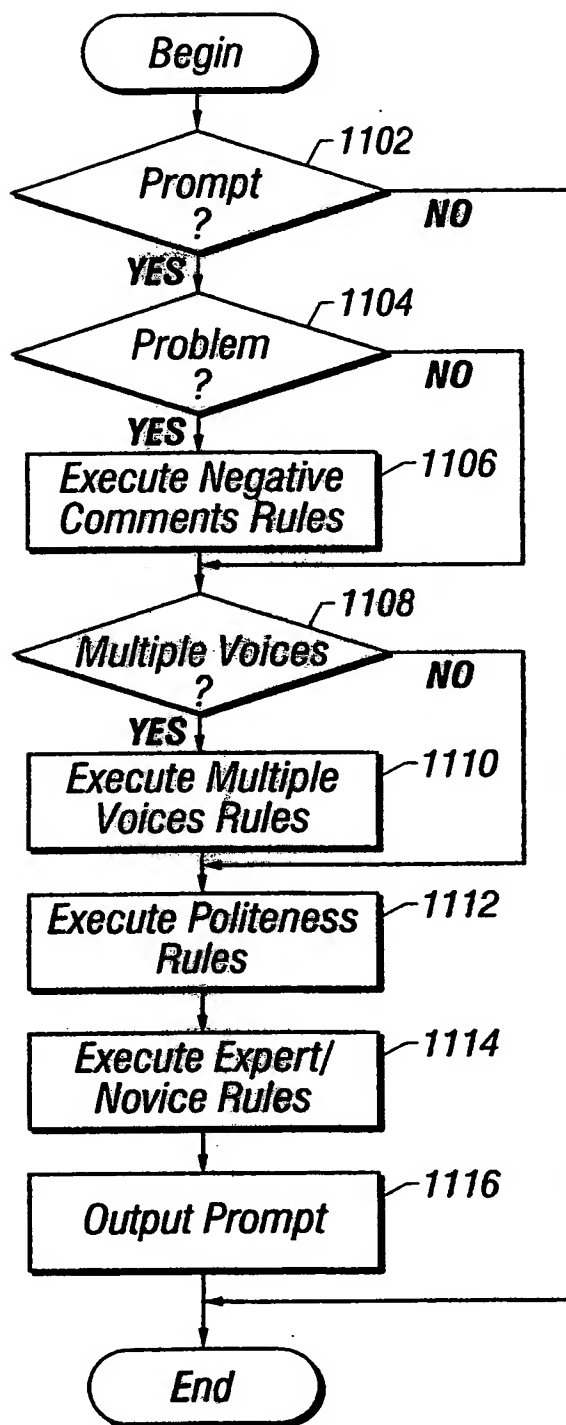 Begin
1102
Prompt
?
NO
YES
1104
Problem
?
NO
YES
1106
Execute Negative
Comments Rules
1108
Multiple Voices
?
NO
YES
1110
Execute Multiple
Voices Rules
1112
Execute Politeness
Rules
1114
Execute Expert/
Novice Rules
1116
Output Prompt
End